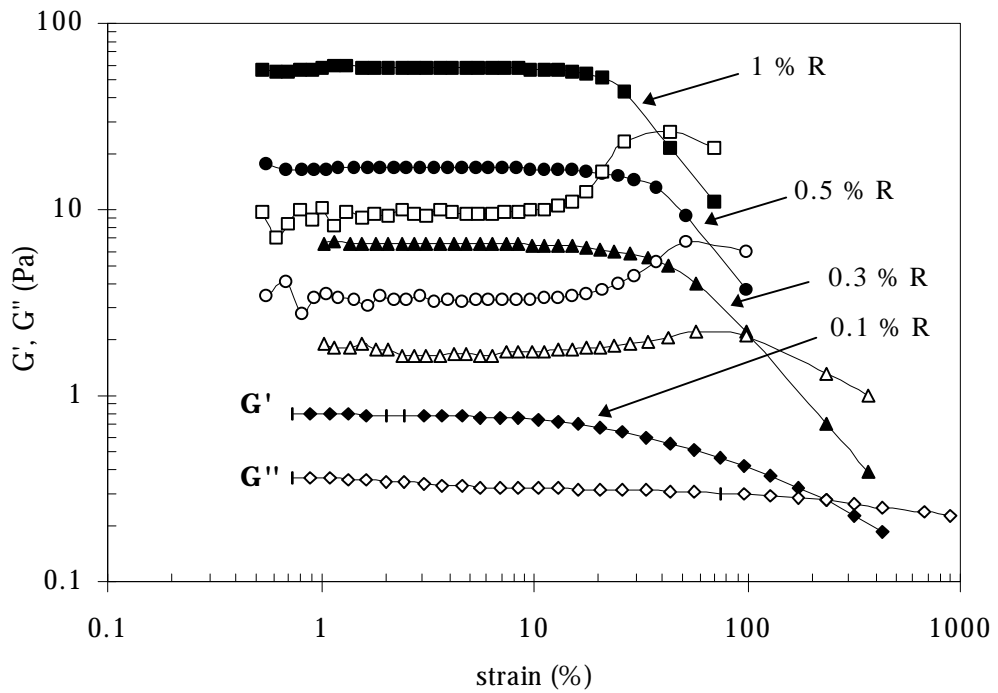 100
10
1
0.1
G', G'' (Pa)
1 % R
0.5 % R
0.3 % R
0.1 % R
G'
G''
0.1
1
10
100
1000
strain (%)